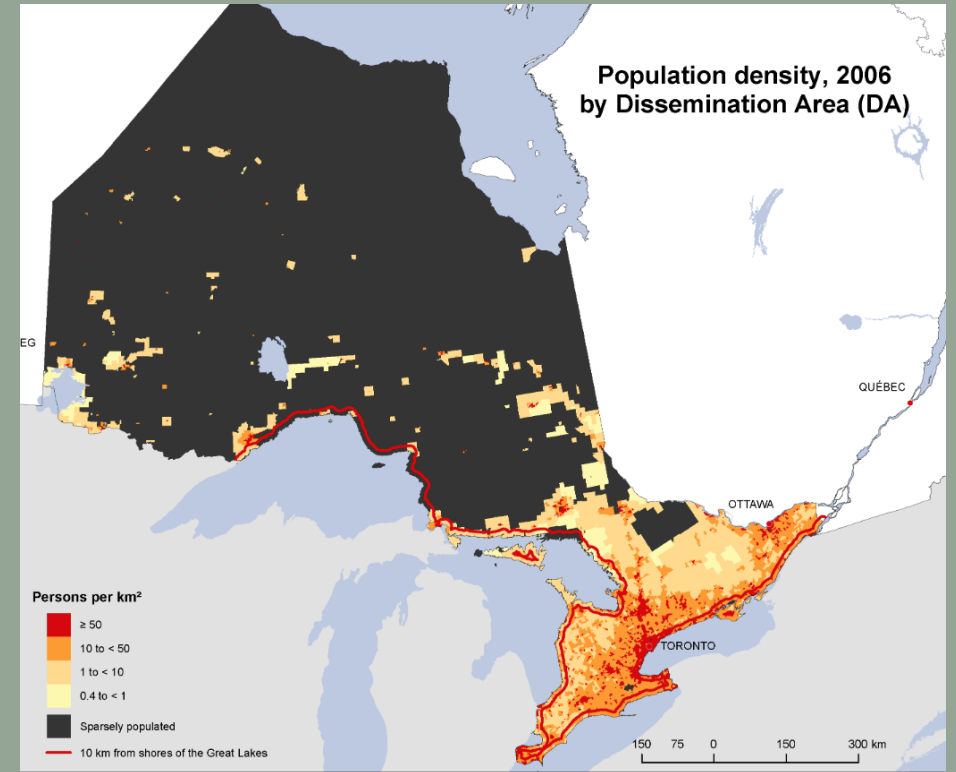 Population density, 2006
by Dissemination Area (DA)
EG
QUÉBEC
OTTAWA
TORONTO
Persons per km²
≥ 50
10 to < 50
1 to < 10
0.4 to < 1
Sparsely populated
10 km from shores of the Great Lakes
150 75 0 150 300 km